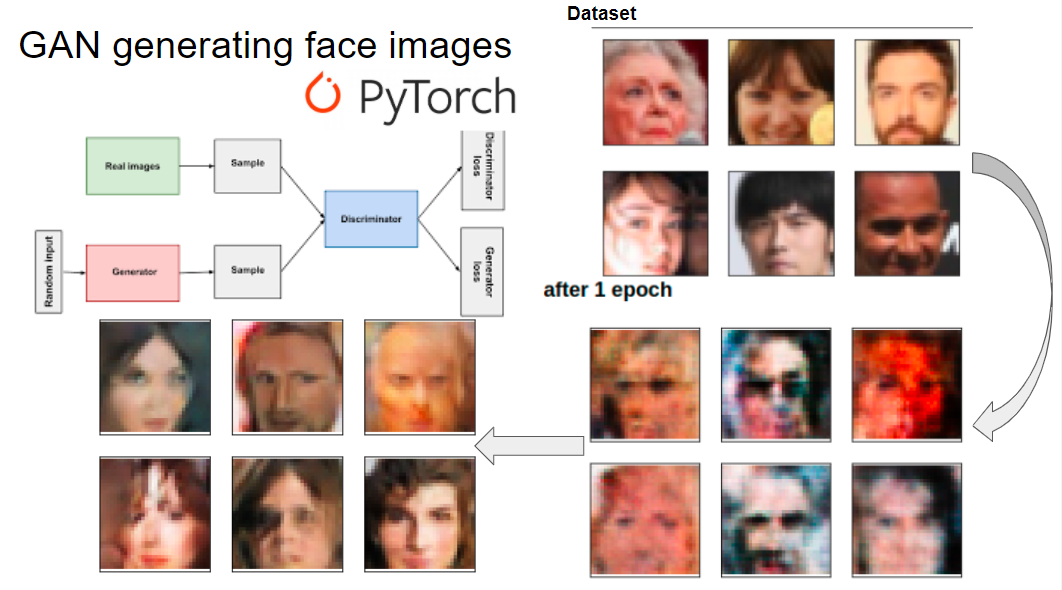 Dataset
GAN generating face images
PyTorch
Real images
Sample
Discriminator
loss
Discriminator
Random input
Generator
Sample
Generator
loss
after 1 epoch